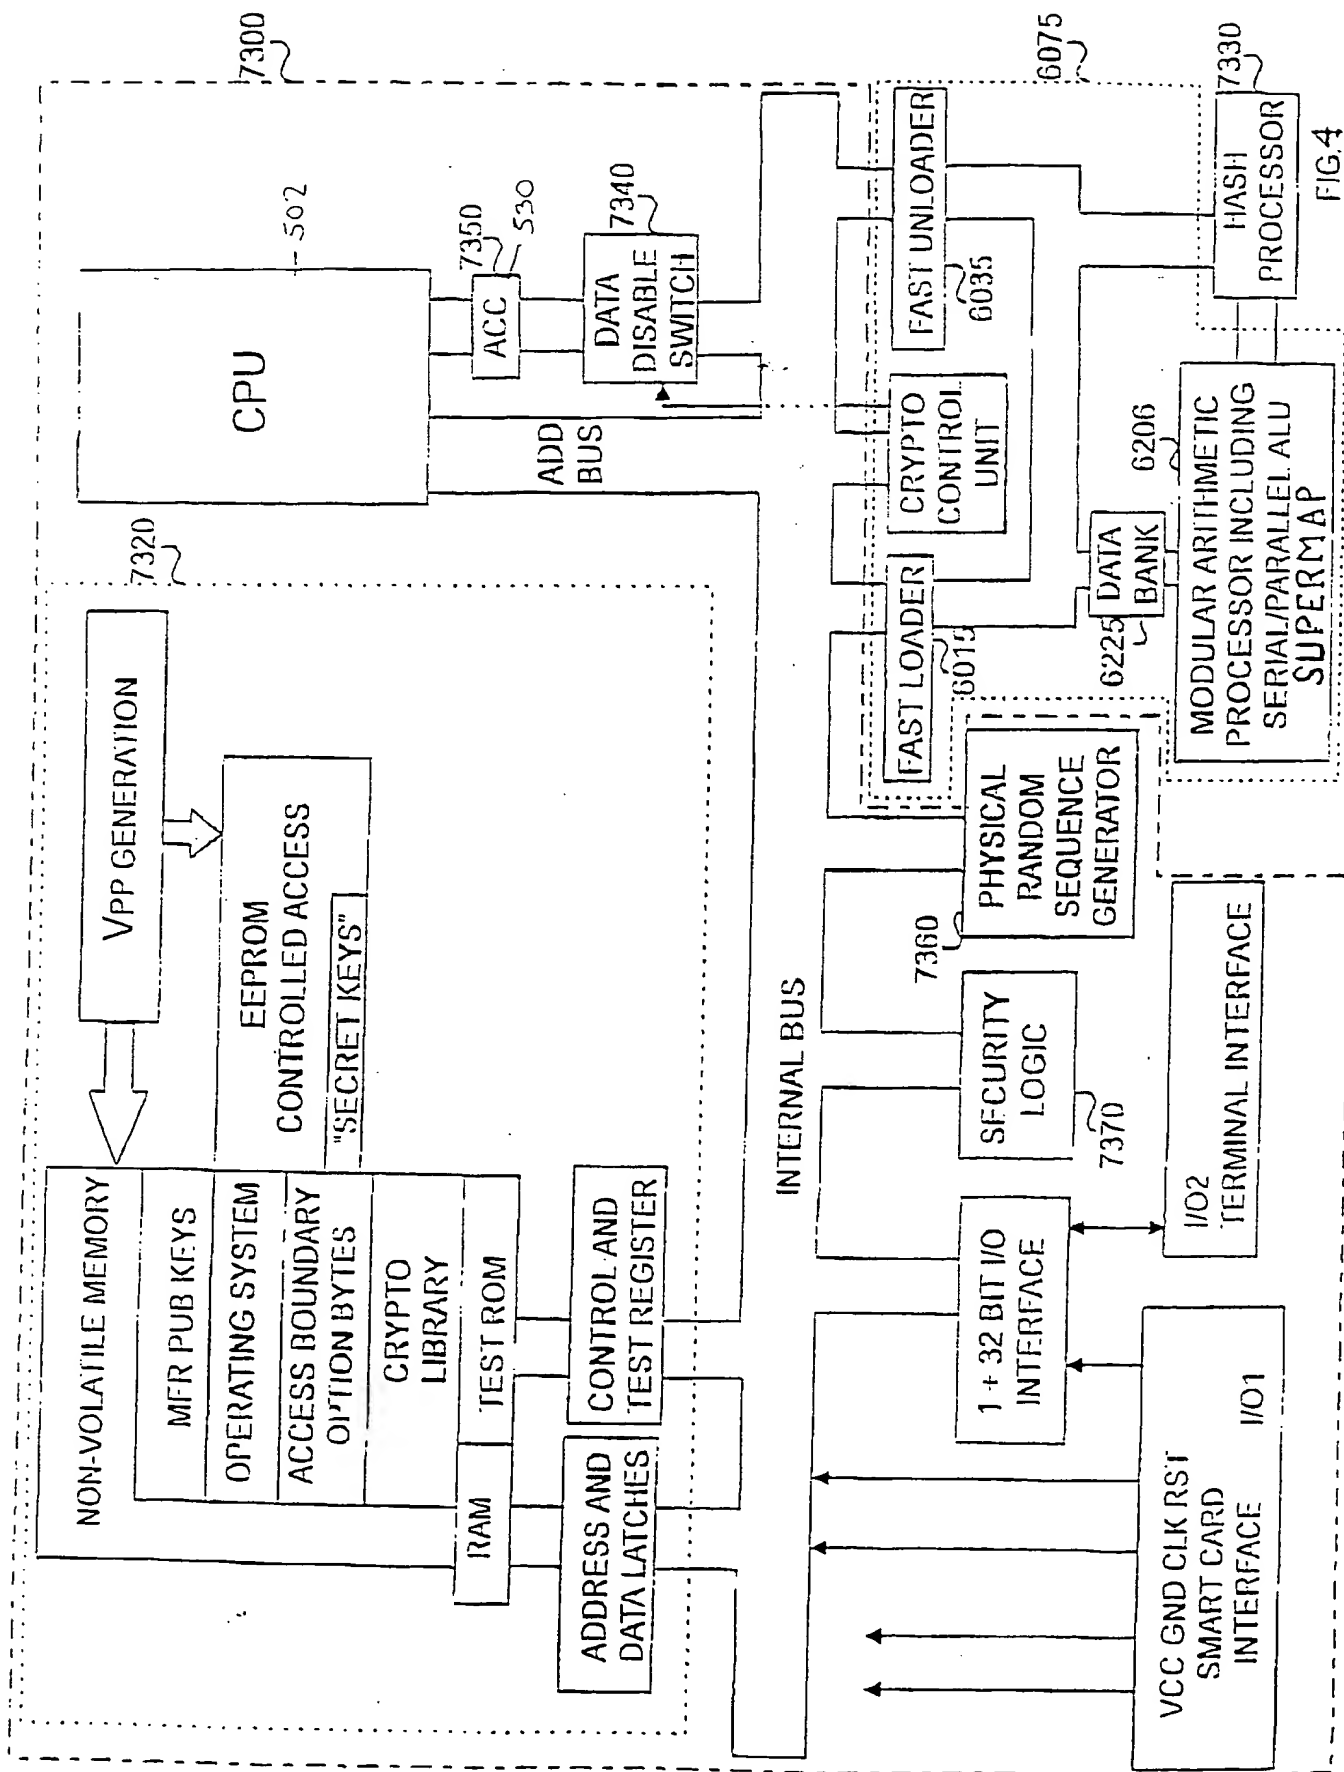 7300
7320
VPP GENERATION
NON-VOLATILE MEMORY
MFR PUB KEYS
OPERATING SYSTEM
ACCESS BOUNDARY
OPTION BYTES
CRYPTO
LIBRARY
TEST ROM
RAM
EEPROM
CONTROLLED ACCESS
"SECRET KEYS"
CONTROL AND
TEST REGISTER
ADDRESS AND
DATA LATCHES
CPU
502
7350
530
ACC
7340
DATA
DISABLE
SWITCH
ADD
BUS
INTERNAL BUS
6075
FAST LOADER
6015
CRYPTO
CONTROL
UNIT
FAST UNLOADER
6035
6225
DATA
BANK
6206
MODULAR ARITHMETIC
PROCESSOR INCLUDING
SERIAL/PARALLEL ALU
SUPERMAP
7330
HASH
PROCESSOR
7360
PHYSICAL
RANDOM
SEQUENCE
GENERATOR
SECURITY
LOGIC
7370
1 + 32 BIT I/O
INTERFACE
I/O2
TERMINAL INTERFACE
VCC GND CLK RST
SMART CARD
INTERFACE
I/O1
FIG.4